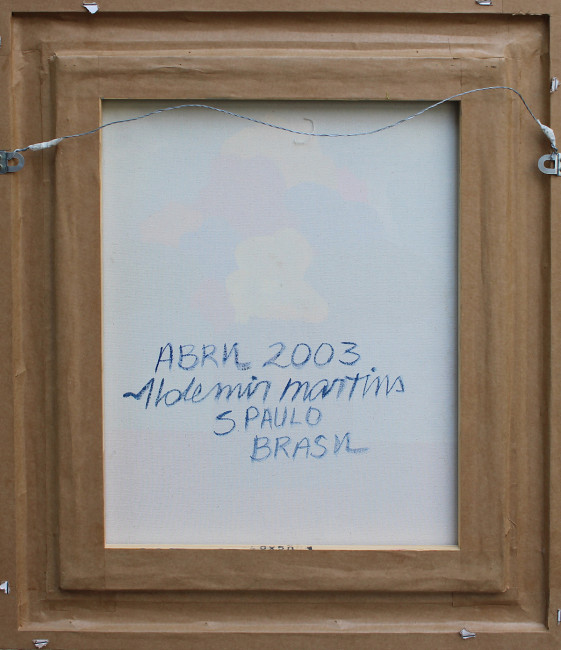 ABRIL 2003
Aldemir Martins
S PAULO
BRASIL